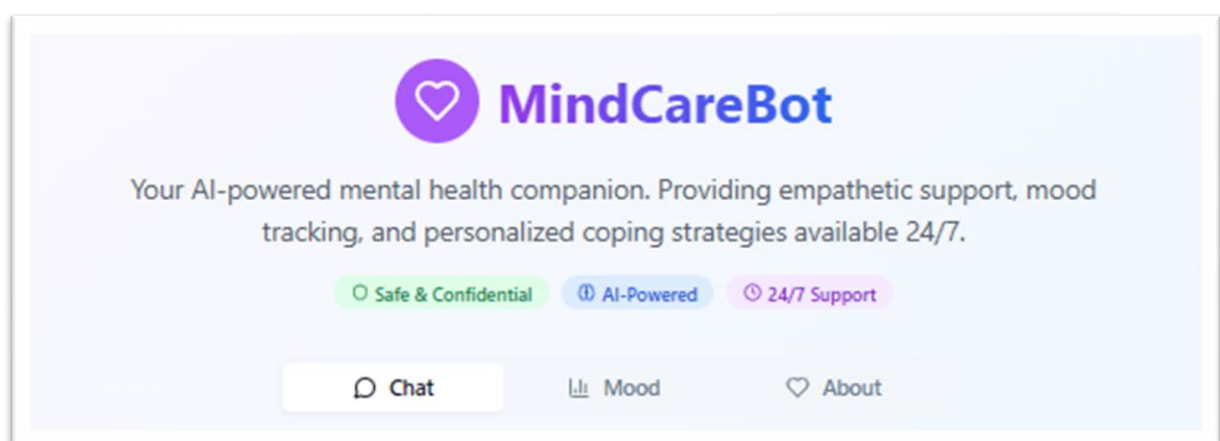 MindCareBot
Your AI-powered mental health companion. Providing empathetic support, mood
tracking, and personalized coping strategies available 24/7.
Safe & Confidential AI-Powered 24/7 Support
Chat Mood About